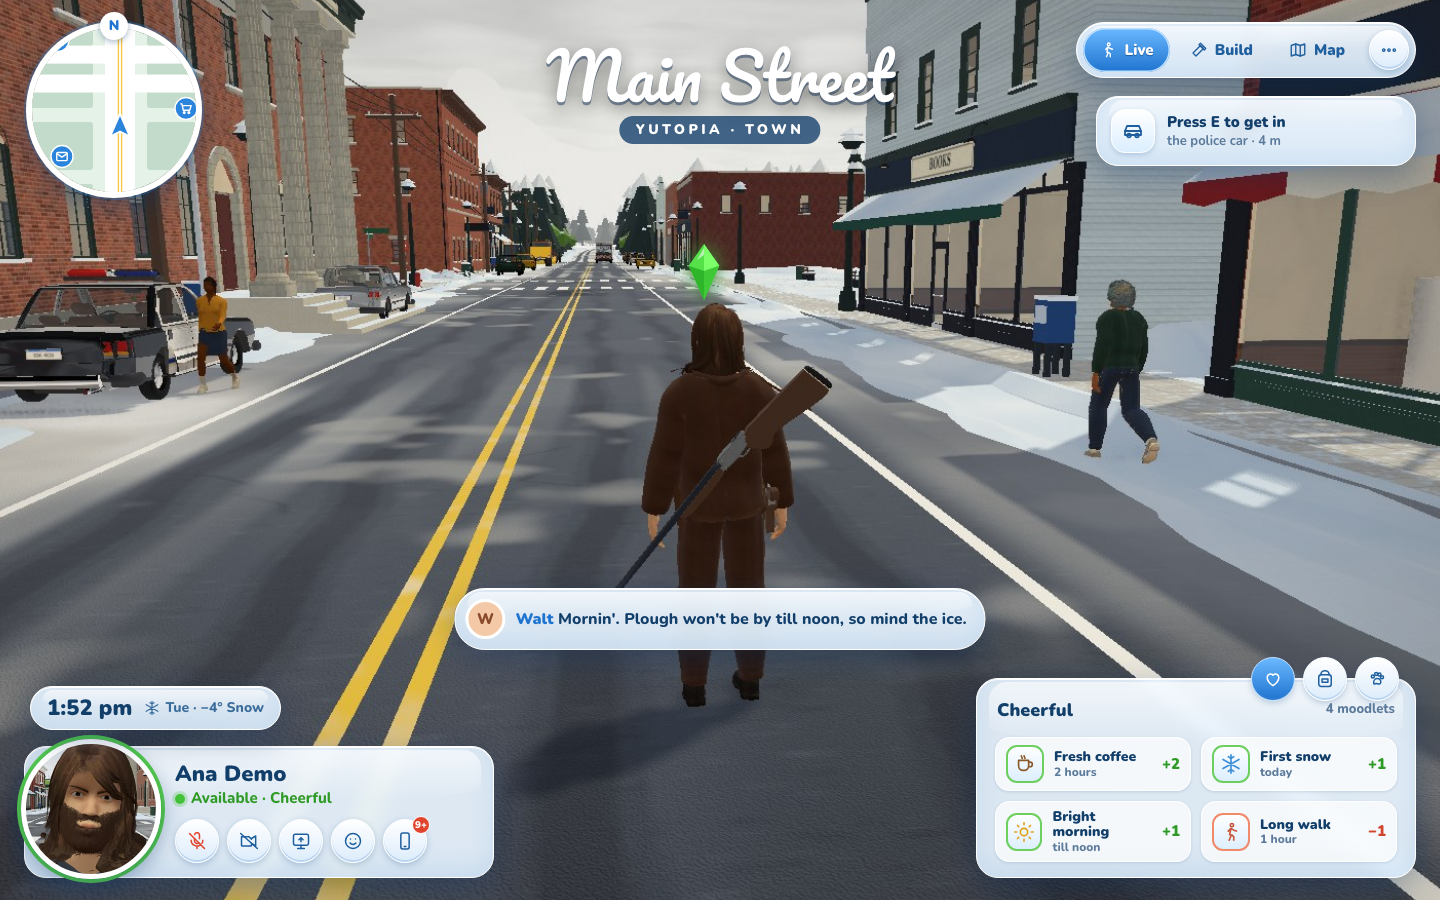 N
Main Street
YUTOPIA · TOWN
Live
Build
Map
Press E to get in
the police car · 4 m
BOOKS
W
Walt Mornin'. Plough won't be by till noon, so mind the ice.
1:52 pm
Tue · −4° Snow
Ana Demo
Available · Cheerful
9+
Cheerful
4 moodlets
Fresh coffee
2 hours
+2
First snow
today
+1
Bright
morning
till noon
+1
Long walk
1 hour
−1